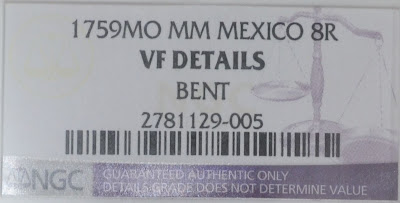 1759MO MM MEXICO 8R
VF DETAILS
BENT
2781129-005
NGC
GUARANTEED AUTHENTIC ONLY
DETAILS GRADE DOES NOT DETERMINE VALUE